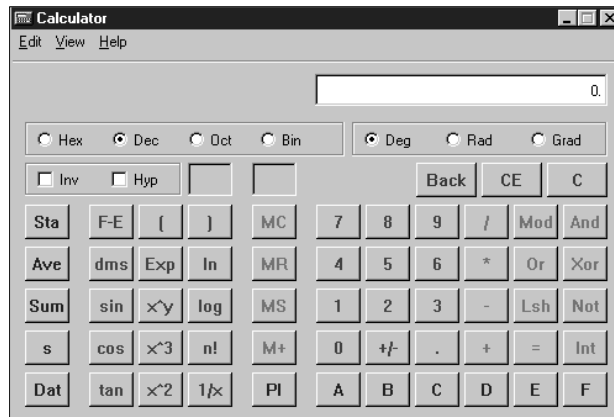 Calculator
Edit View Help
0.
Hex Dec Oct Bin Deg Rad Grad
Inv Hyp Back CE C
Sta F-E ( ) MC 7 8 9 / Mod And
Ave dms Exp ln MR 4 5 6 * Or Xor
Sum sin x^y log MS 1 2 3 - Lsh Not
s cos x^3 n! M+ 0 +/- . + = Int
Dat tan x^2 1/x PI A B C D E F